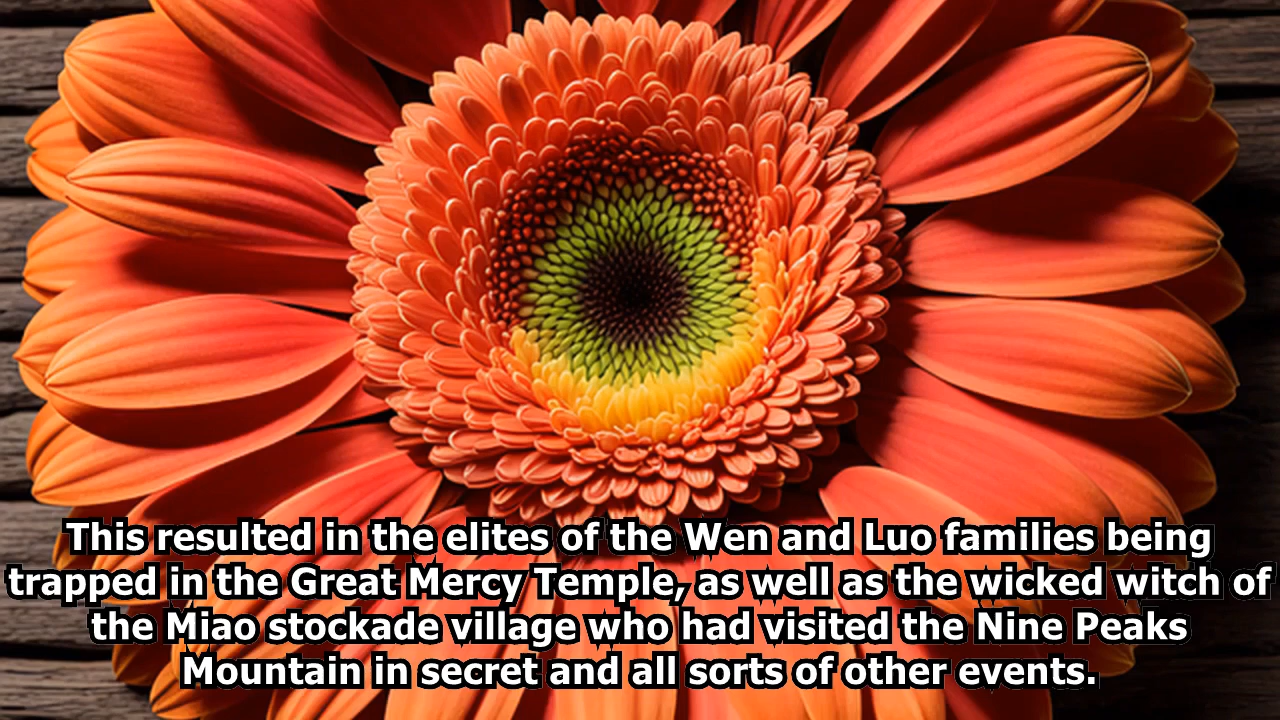 This resulted in the elites of the Wen and Luo families being
trapped in the Great Mercy Temple, as well as the wicked witch of
the Miao stockade village who had visited the Nine Peaks
Mountain in secret and all sorts of other events.